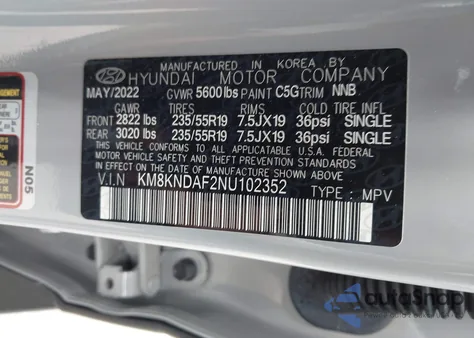 MANUFACTURED IN KOREA BY
HYUNDAI MOTOR COMPANY
MAY/2022 GVWR 5600 lbs PAINT C5G TRIM NNB
GAWR TIRES RIMS COLD TIRE INFL
FRONT 2822 lbs 235/55R19 7.5JX19 36psi SINGLE
REAR 3020 lbs 235/55R19 7.5JX19 36psi SINGLE
THIS VEHICLE CONFORMS TO ALL APPLICABLE FEDERAL
MOTOR VEHICLE SAFETY STANDARDS IN EFFECT ON THE
DATE OF MANUFACTURE SHOWN ABOVE
V.I.N KM8KNDAF2NU102352 TYPE : MPV
N05
autoSnap